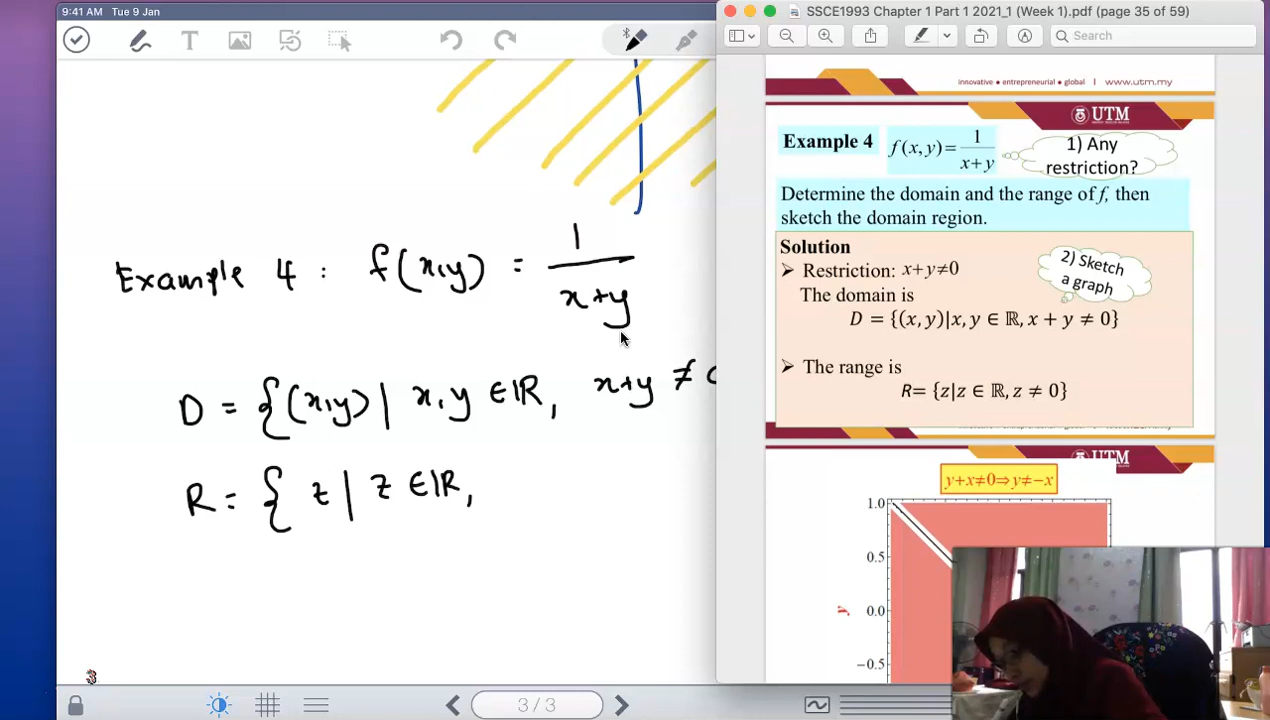 9:41 AM Tue 9 Jan
3/3
Example 4 : f(x,y) = 1/(x+y)
D = {(x,y) | x,y ∈ ℝ, x+y ≠
R = { z | z ∈ ℝ,
3
SSCE1993 Chapter 1 Part 1 2021_1 (Week 1).pdf (page 35 of 59)
Search
innovative ● entrepreneurial ● global | www.utm.my
UTM
Example 4 f(x,y)=1/(x+y)
1) Any
restriction?
Determine the domain and the range of f, then
sketch the domain region.
Solution
➤ Restriction: x+y≠0
2) Sketch
a graph
The domain is
D = {(x,y)|x,y ∈ ℝ, x + y ≠ 0}
➤ The range is
R= {z|z ∈ ℝ, z ≠ 0}
UTM
y+x≠0⇒y≠-x
1.0
0.5
y
0.0
-0.5